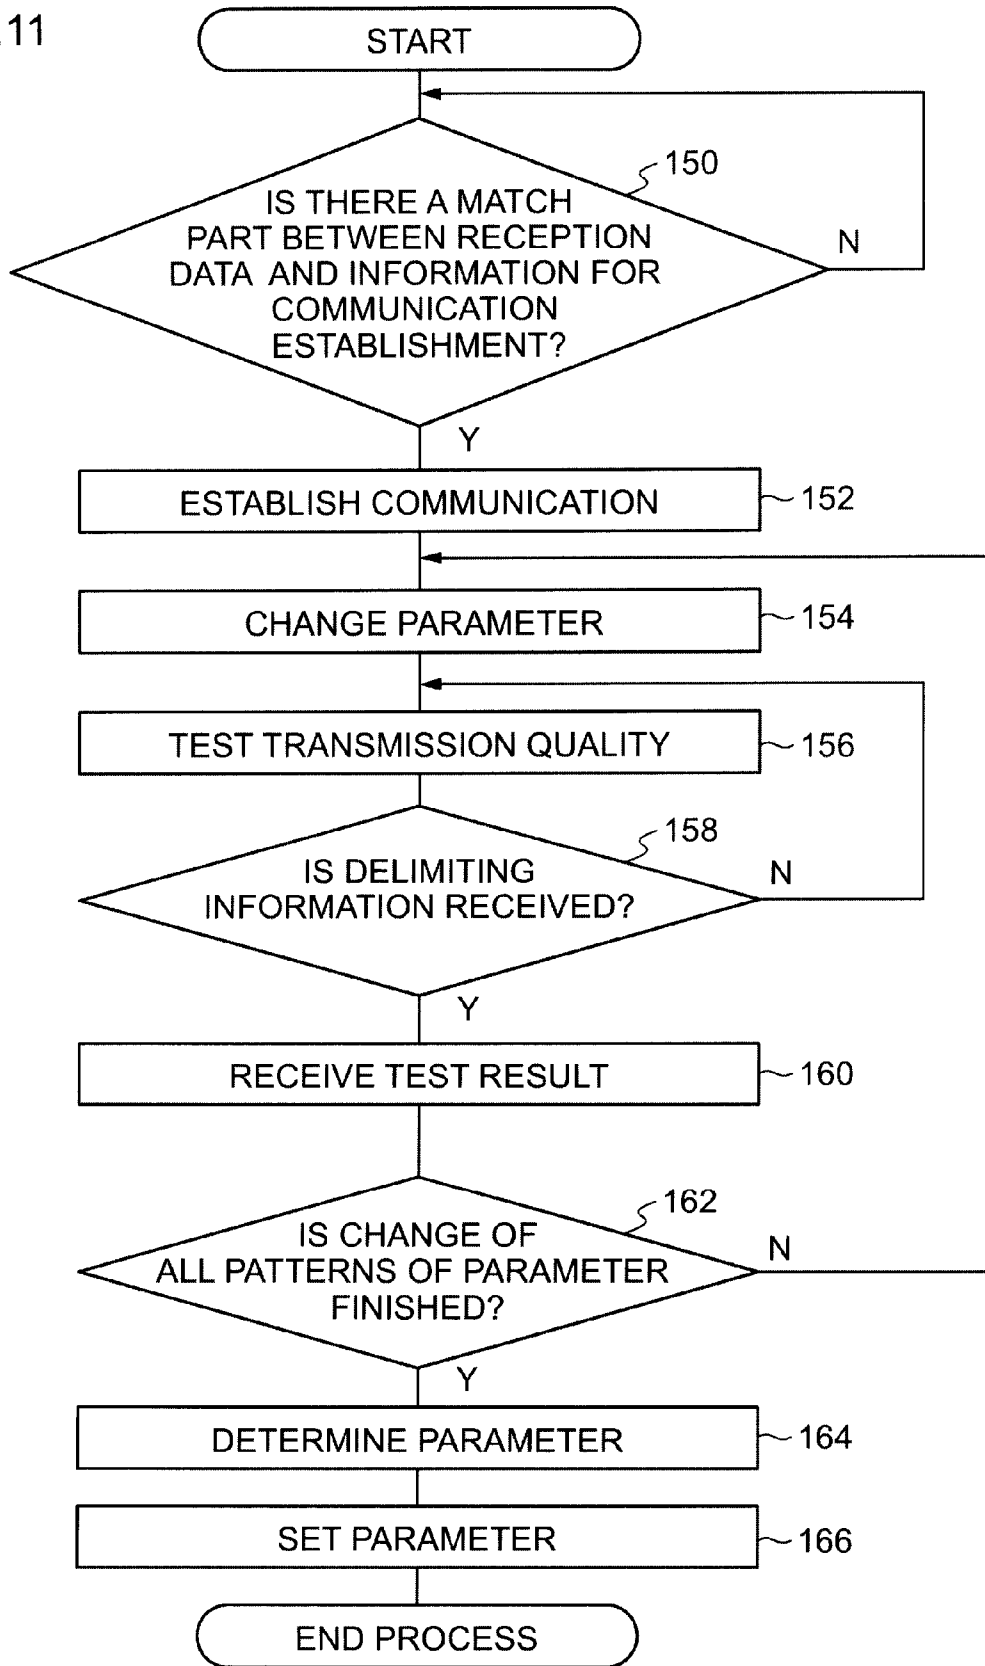 .11
START
150
IS THERE A MATCH
PART BETWEEN RECEPTION
DATA AND INFORMATION FOR
COMMUNICATION
ESTABLISHMENT?
N
Y
ESTABLISH COMMUNICATION
152
CHANGE PARAMETER
154
TEST TRANSMISSION QUALITY
156
158
IS DELIMITING
INFORMATION RECEIVED?
N
Y
RECEIVE TEST RESULT
160
162
IS CHANGE OF
ALL PATTERNS OF PARAMETER
FINISHED?
N
Y
DETERMINE PARAMETER
164
SET PARAMETER
166
END PROCESS